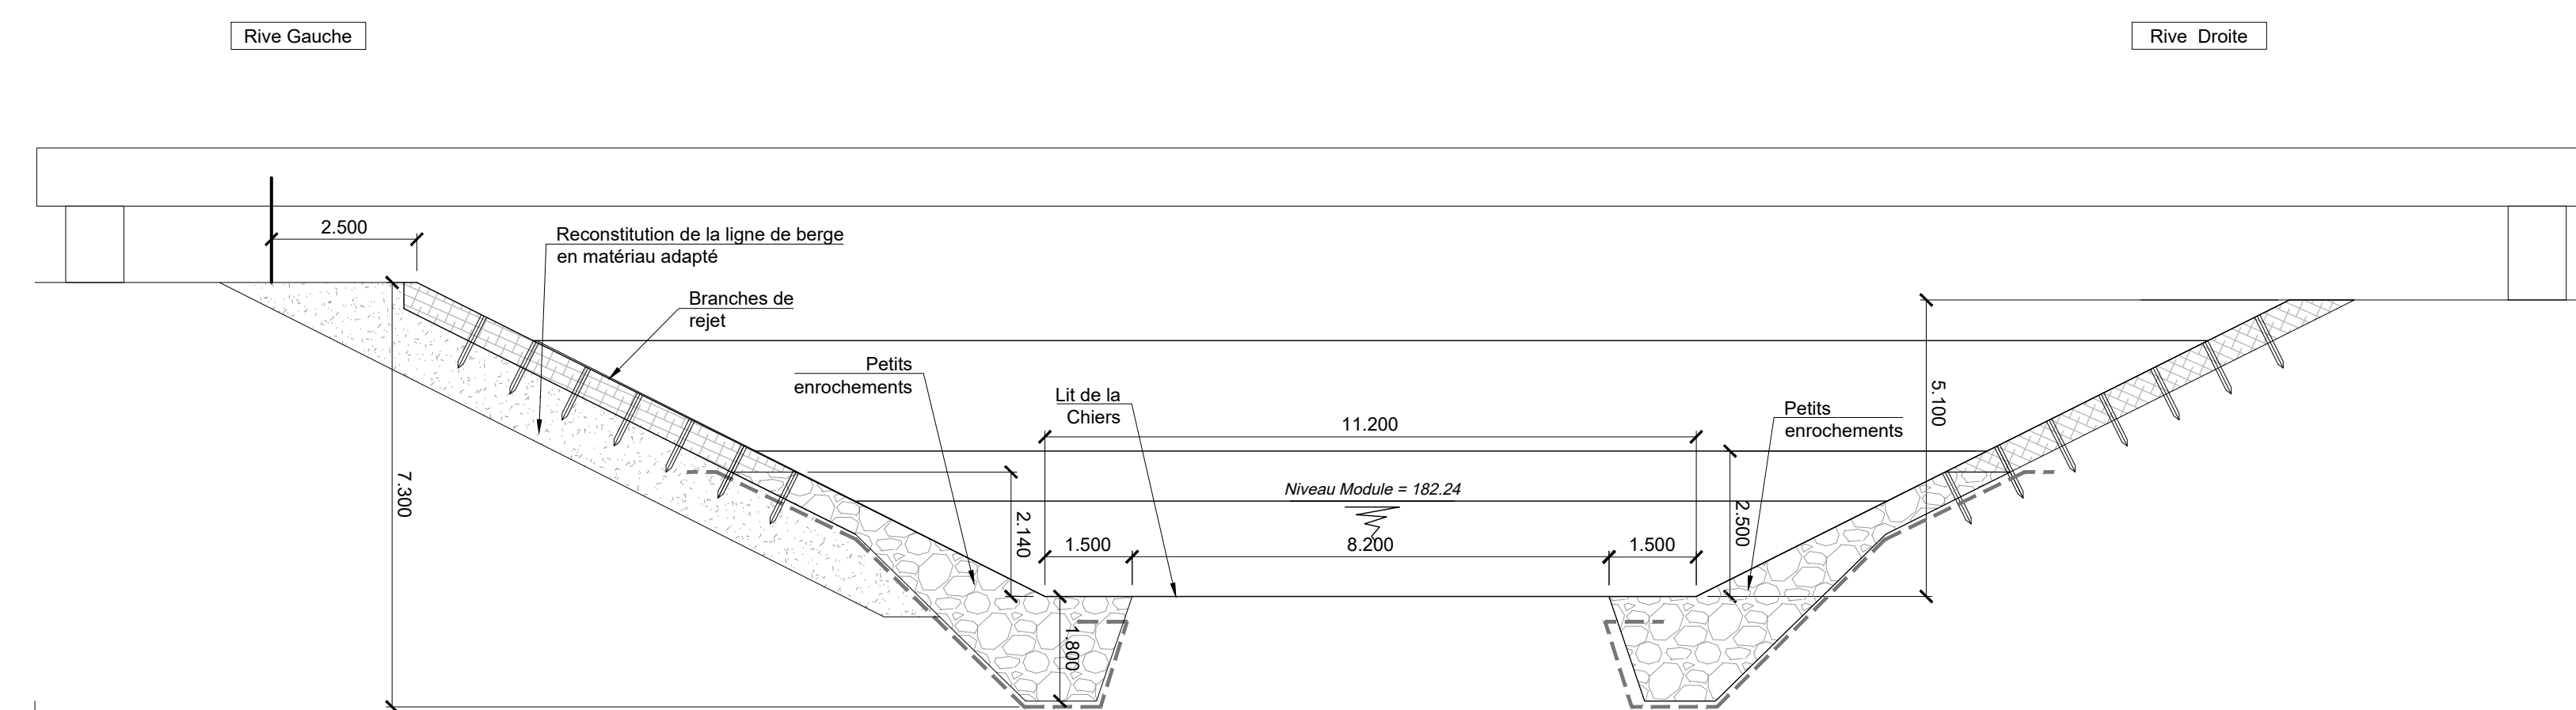 Rive Gauche
Rive  Droite
2.500
Reconstitution de la ligne de berge
en matériau adapté
Branches de
rejet
Petits
enrochements
Lit de la
Chiers
11.200
Petits
enrochements
5.100
7.300
Niveau Module = 182.24
2.140
1.500
8.200
1.500
2.500
1.800